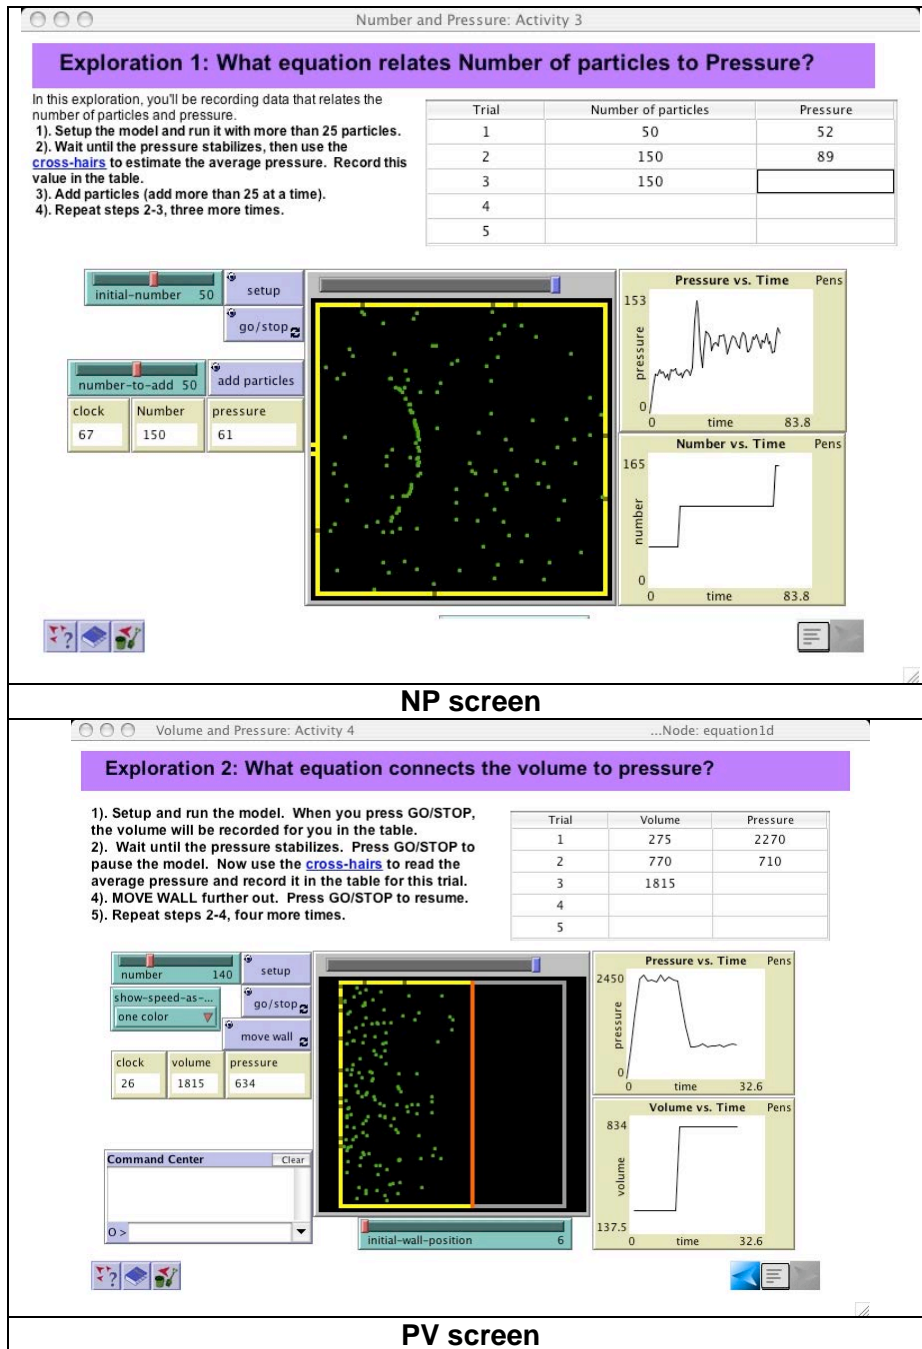 Number and Pressure: Activity 3
Exploration 1: What equation relates Number of particles to Pressure?
In this exploration, you'll be recording data that relates the
number of particles and pressure.
1). Setup the model and run it with more than 25 particles.
2). Wait until the pressure stabilizes, then use the
cross-hairs to estimate the average pressure. Record this
value in the table.
3). Add particles (add more than 25 at a time).
4). Repeat steps 2-3, three more times.
Trial Number of particles Pressure
1 50 52
2 150 89
3 150
4
5
initial-number 50
setup
go/stop
number-to-add 50
add particles
clock Number pressure
67 150 61
Pressure vs. Time Pens
153
pressure
0
0 time 83.8
Number vs. Time Pens
165
number
0
0 time 83.8
?
NP screen
Volume and Pressure: Activity 4 ...Node: equation1d
Exploration 2: What equation connects the volume to pressure?
1). Setup and run the model. When you press GO/STOP,
the volume will be recorded for you in the table.
2). Wait until the pressure stabilizes. Press GO/STOP to
pause the model. Now use the cross-hairs to read the
average pressure and record it in the table for this trial.
4). MOVE WALL further out. Press GO/STOP to resume.
5). Repeat steps 2-4, four more times.
Trial Volume Pressure
1 275 2270
2 770 710
3 1815
4
5
number 140
setup
show-speed-as-...
one color
go/stop
move wall
clock volume pressure
26 1815 634
Command Center Clear
O >
initial-wall-position 6
Pressure vs. Time Pens
2450
pressure
0
0 time 32.6
Volume vs. Time Pens
834
volume
137.5
0 time 32.6
?
PV screen